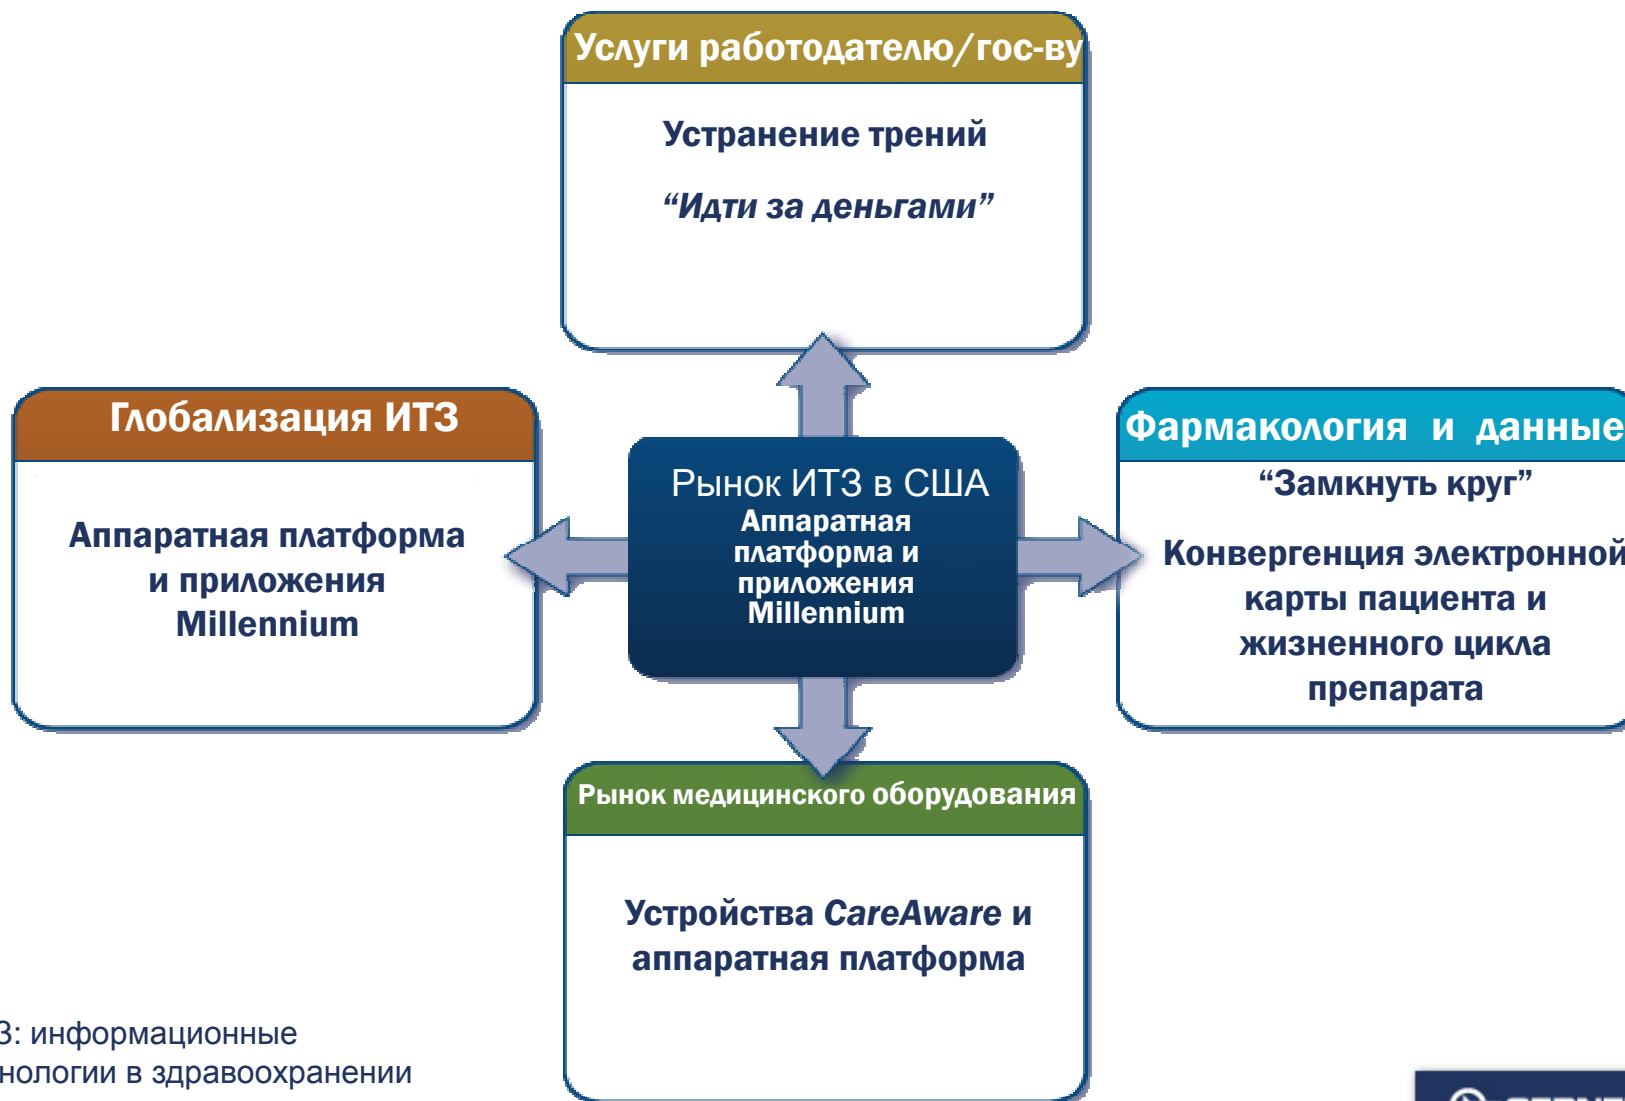 Услуги работодателю/гос-ву
Устранение трений
“Идти за деньгами”
Глобализация ИТЗ
Аппаратная платформа
и приложения
Millennium
Рынок ИТЗ в США
Аппаратная
платформа и
приложения
Millennium
Фармакология и данные
“Замкнуть круг”
Конвергенция электронной
карты пациента и
жизненного цикла
препарата
Рынок медицинского оборудования
Устройства CareAware и
аппаратная платформа
З: информационные
нологии в здравоохранении